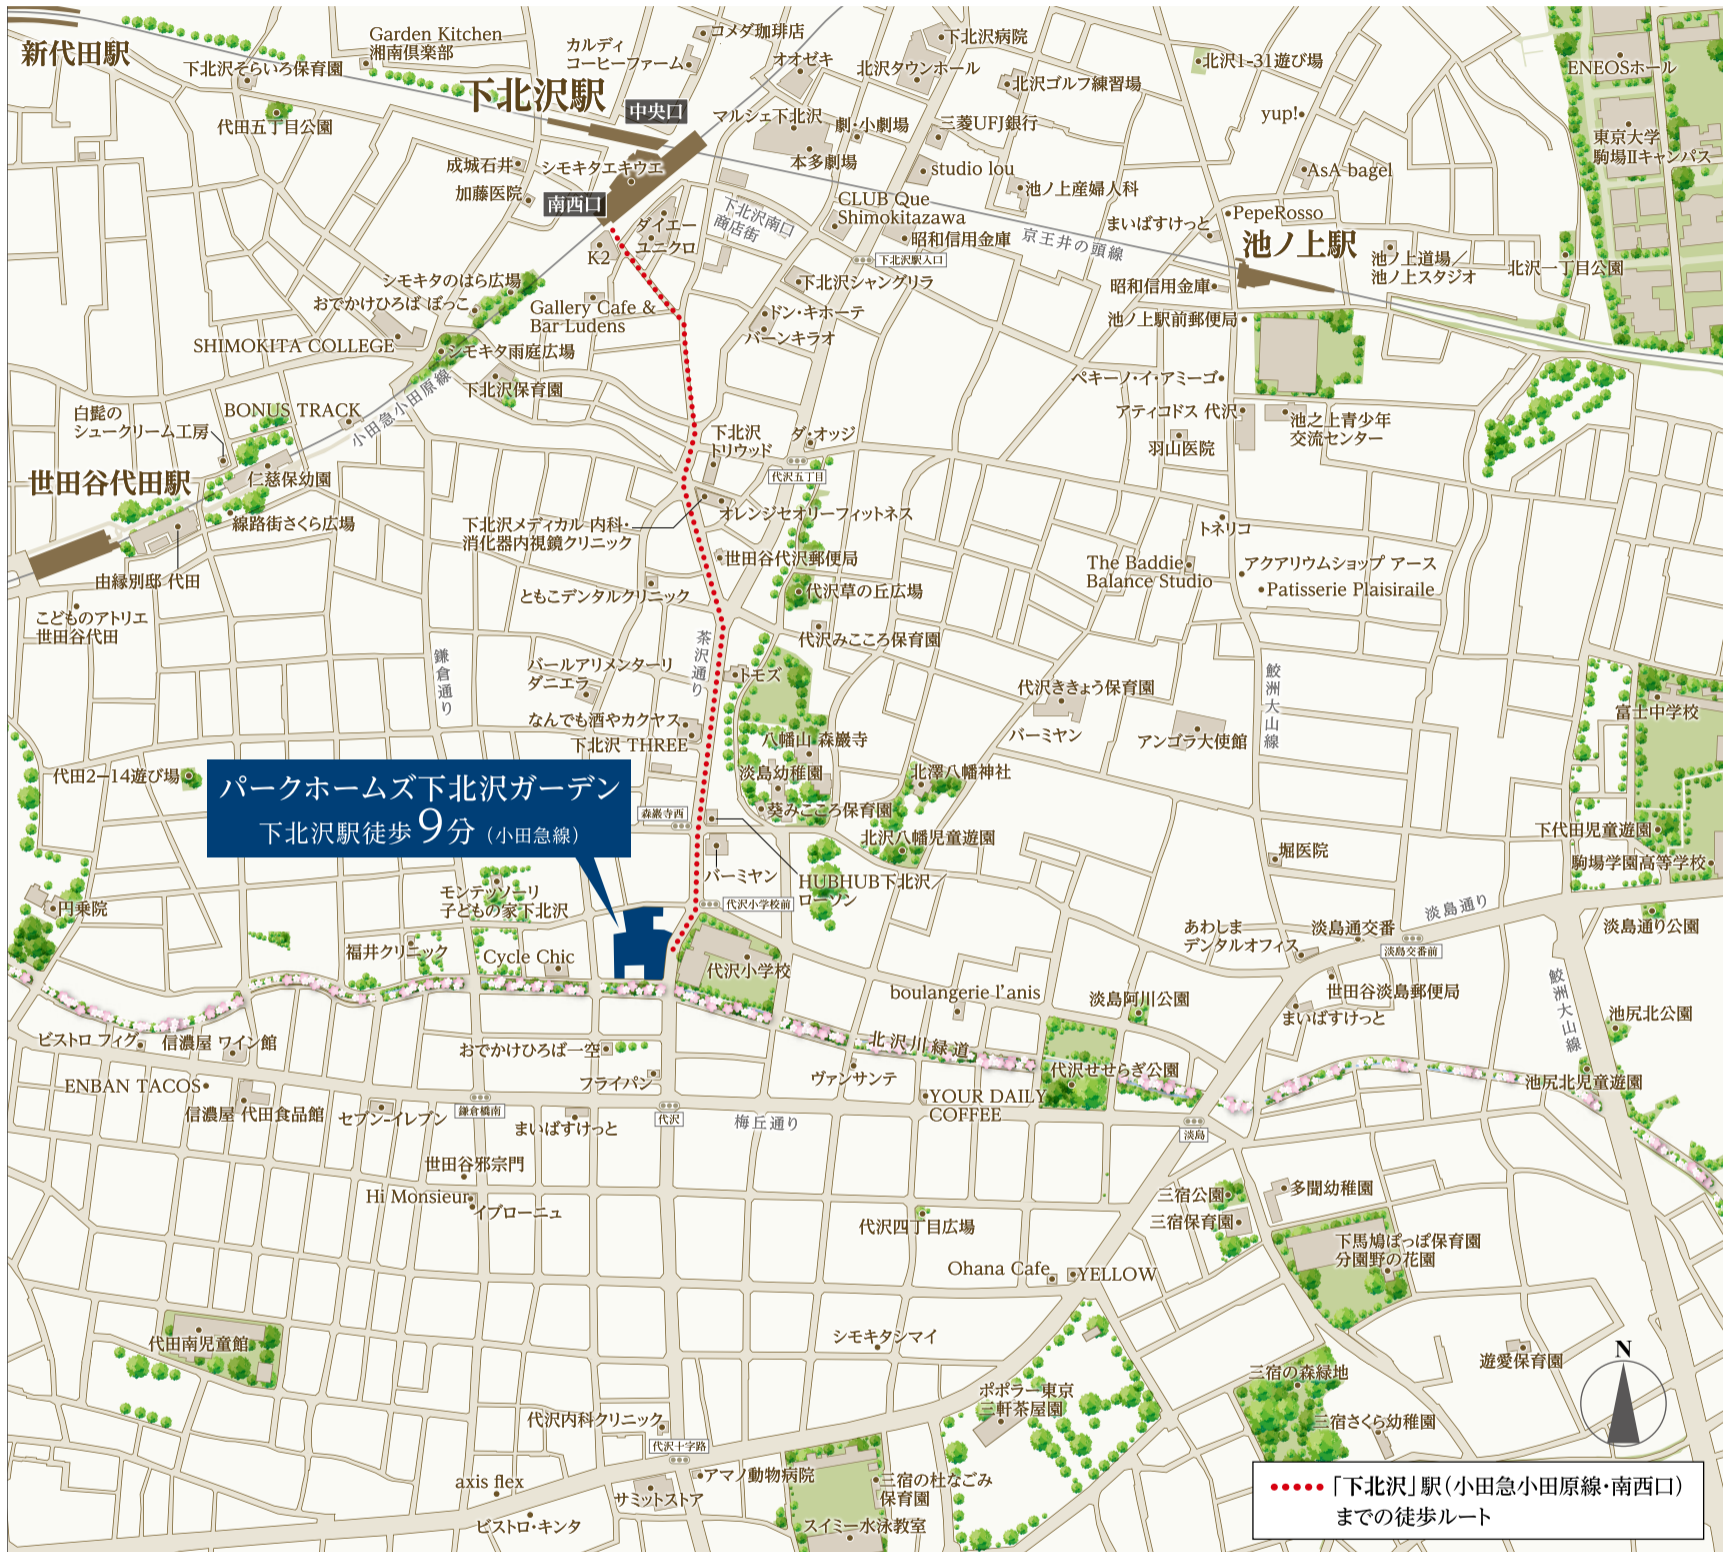 新代田駅
下北沢そらいろ保育園
Garden Kitchen
湘南倶楽部
カルディ
コーヒーファーム
コメダ珈琲店
オオゼキ
下北沢病院
北沢タウンホール
北沢ゴルフ練習場
北沢1-31遊び場
ENEOSホール
下北沢駅
中央口
代田五丁目公園
マルシェ下北沢
劇・小劇場
三菱UFJ銀行
yup!
東京大学
駒場Ⅱキャンパス
成城石井
シモキタエキウエ
本多劇場
studio lou
AsA bagel
加藤医院
南西口
池ノ上産婦人科
CLUB Que
Shimokitazawa
ダイエー
ユニクロ
下北沢南口
商店街
昭和信用金庫
京王井の頭線
まいばすけっと
PepeRosso
池ノ上駅
池ノ上道場／
池ノ上スタジオ
北沢一丁目公園
K2
下北沢駅入口
シモキタのはら広場
おでかけひろば ぽっこ
Gallery Cafe &
Bar Ludens
下北沢シャングリラ
昭和信用金庫
ドン・キホーテ
パーンキラオ
池ノ上駅前郵便局
SHIMOKITA COLLEGE
シモキタ雨庭広場
下北沢保育園
小田急小田原線
ペキーノ・イ・アミーゴ
アティコドス 代沢
池之上青少年
交流センター
羽山医院
白髭の
シュークリーム工房
BONUS TRACK
下北沢
トリウッド
ダ・オッジ
代沢五丁目
世田谷代田駅
仁慈保幼園
線路街さくら広場
下北沢メディカル 内科・
消化器内視鏡クリニック
オレンジセオリーフィットネス
トネリコ
世田谷代沢郵便局
由縁別邸 代田
The Baddie
Balance Studio
アクアリウムショップ アース
Patisserie Plaisiraile
こどものアトリエ
世田谷代田
ともこデンタルクリニック
代沢草の丘広場
代沢みこころ保育園
茶沢通り
鎌倉通り
バールアリメンターリ
ダニエラ
トモズ
代沢ききょう保育園
鮫洲大山線
富士中学校
なんでも酒やカクヤス
下北沢 THREE
八幡山 森巖寺
バーミヤン
アンゴラ大使館
代田2−14遊び場
淡島幼稚園
北澤八幡神社
パークホームズ下北沢ガーデン
下北沢駅徒歩9分（小田急線）
森巖寺西
葵みこころ保育園
北沢八幡児童遊園
下代田児童遊園
堀医院
駒場学園高等学校
バーミヤン
HUBHUB下北沢／
ローソン
モンテッソーリ
子どもの家下北沢
円乗院
代沢小学校前
淡島通り
あわしま
デンタルオフィス
淡島通交番
淡島交番前
淡島通り公園
福井クリニック
Cycle Chic
代沢小学校
boulangerie l'anis
淡島阿川公園
世田谷淡島郵便局
まいばすけっと
鮫洲大山線
池尻北公園
ビストロ フィグ
信濃屋 ワイン館
おでかけひろば一空
北沢川緑道
ENBAN TACOS
フライパン
ヴァンサンテ
代沢せせらぎ公園
池尻北児童遊園
信濃屋 代田食品館
セブン-イレブン
鎌倉橋南
まいばすけっと
代沢
梅丘通り
YOUR DAILY
COFFEE
淡島
世田谷邪宗門
Hi Monsieur
イブローニュ
三宿公園
多聞幼稚園
三宿保育園
代沢四丁目広場
下馬鳩ぽっぽ保育園
分園野の花園
Ohana Cafe
YELLOW
代田南児童館
シモキタシマイ
遊愛保育園
N
三宿の森緑地
ポポラー東京
三軒茶屋園
代沢内科クリニック
三宿さくら幼稚園
代沢十字路
axis flex
アマノ動物病院
サミットストア
三宿の杜なごみ
保育園
ビストロ・キンタ
スイミー水泳教室
「下北沢」駅（小田急小田原線・南西口）
までの徒歩ルート